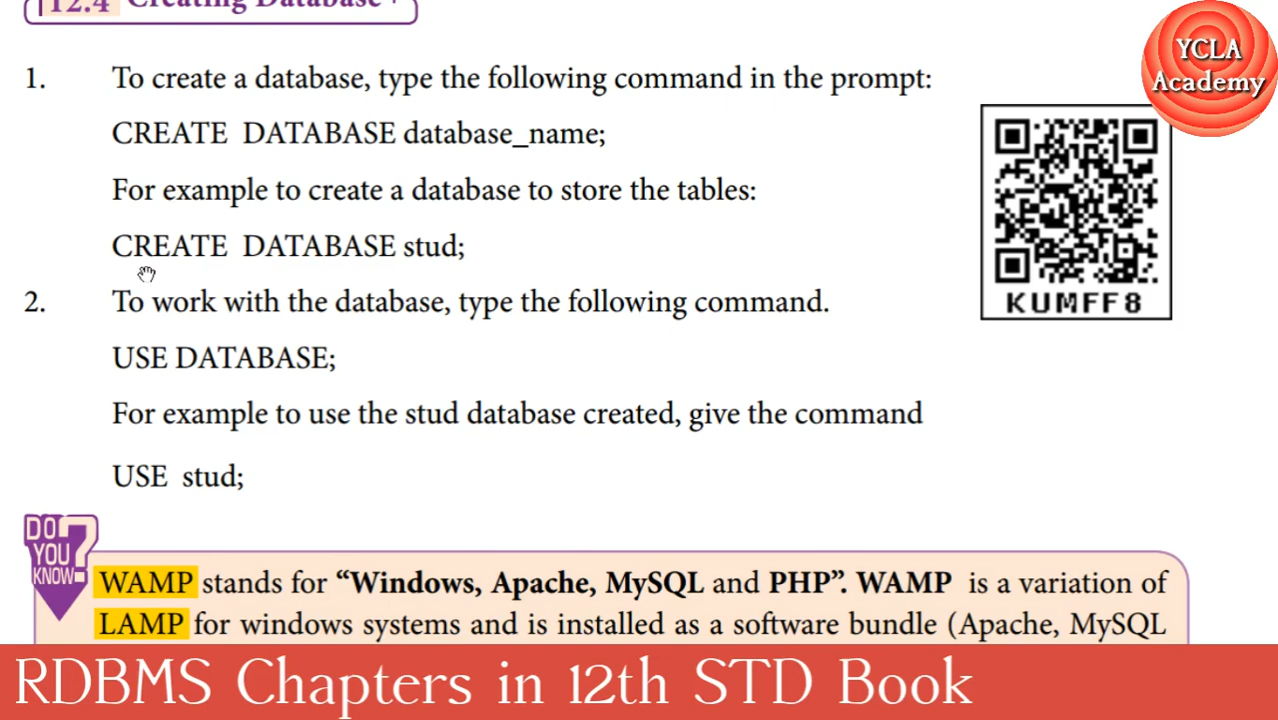 12.4 Creating Database
YCLA
Academy
1. To create a database, type the following command in the prompt:
CREATE DATABASE database_name;
For example to create a database to store the tables:
CREATE DATABASE stud;
KUMFF8
2. To work with the database, type the following command.
USE DATABASE;
For example to use the stud database created, give the command
USE stud;
DO
YOU
KNOW?
WAMP stands for “Windows, Apache, MySQL and PHP”. WAMP is a variation of
LAMP for windows systems and is installed as a software bundle (Apache, MySQL
RDBMS Chapters in 12th STD Book